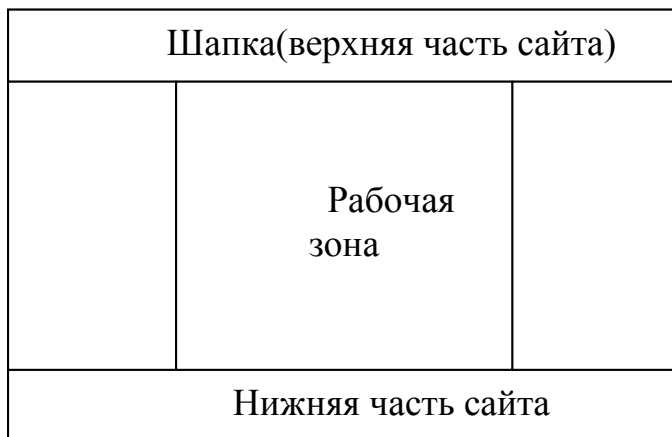 Шапка(верхняя часть сайта)
Рабочая
зона
Нижняя часть сайта